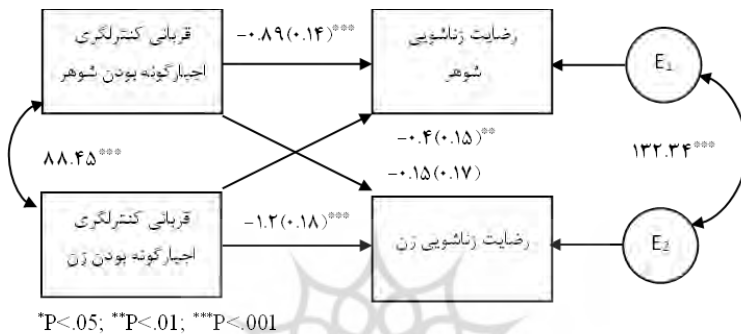 قربانی کنترلگری
اجبارگونه بودن شوهر
-۰.۸۹(۰.۱۴)***
رضایت زناشویی
شوهر
E1
۸۸.۴۵***
-۰.۴(۰.۱۵)**
-۰.۱۵(۰.۱۷)
۱۳۲.۳۴***
قربانی کنترلگری
اجبارگونه بودن زن
-۱.۲(۰.۱۸)***
رضایت زناشویی زن
E2
*P<.05; **P<.01; ***P<.001